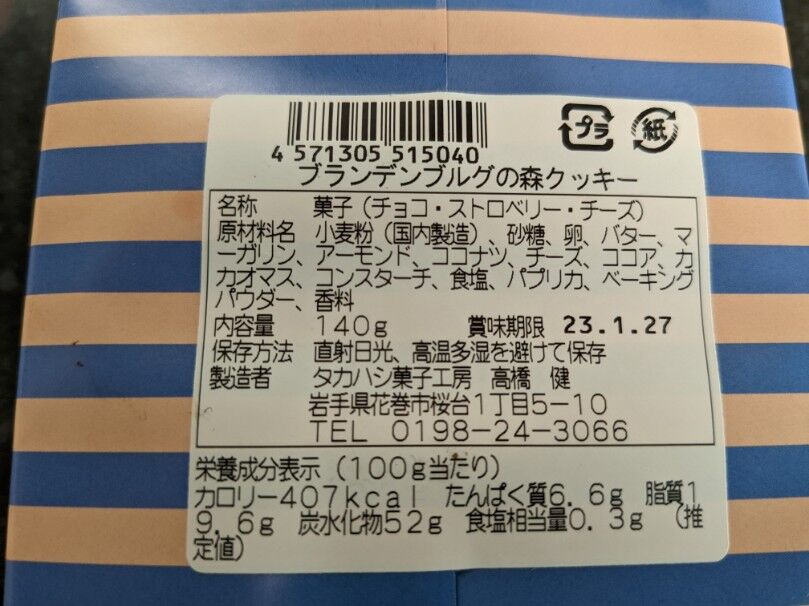 プラ
紙
4 571305 515040
ブランデンブルグの森クッキー
名称 菓子(チョコ・ストロベリー・チーズ)
原材料名 小麦粉(国内製造)、砂糖、卵、バター、マ
ーガリン、アーモンド、ココナツ、チーズ、ココア、カ
カオマス、コンスターチ、食塩、パプリカ、ベーキング
パウダー、香料
内容量 140g 賞味期限 23.1.27
保存方法 直射日光、高温多湿を避けて保存
製造者 タカハシ菓子工房 高橋 健
岩手県花巻市桜台1丁目5-10
TEL 0198-24-3066
栄養成分表示(100g当たり)
カロリー407kcal たんぱく質6.6g 脂質1
9.6g 炭水化物52g 食塩相当量0.3g (推
定値)